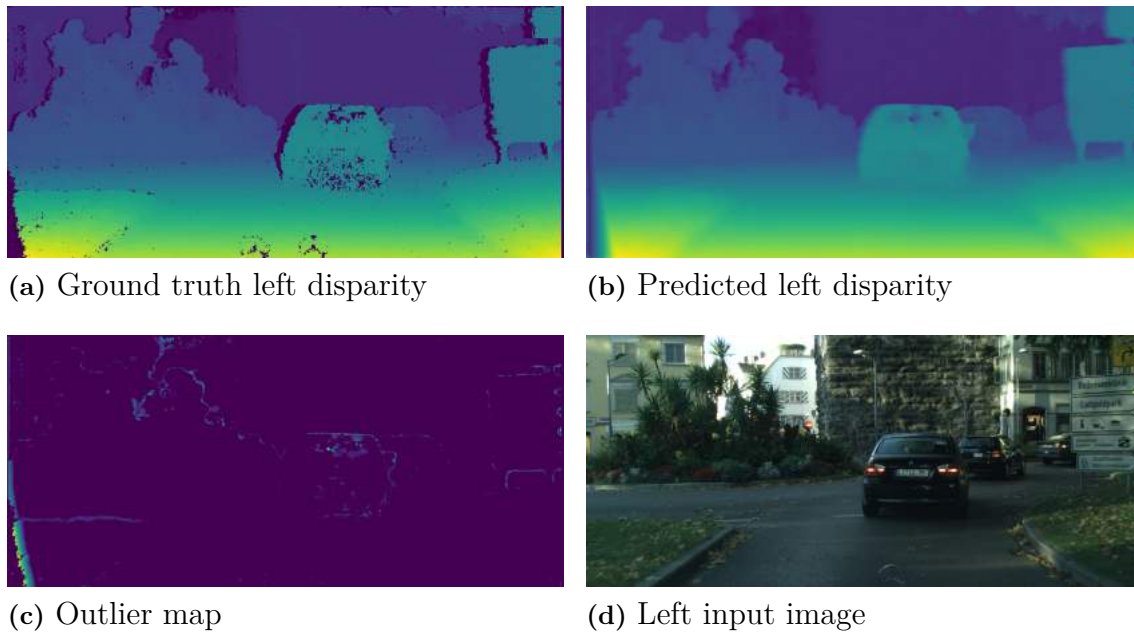 (a) Ground truth left disparity
(b) Predicted left disparity
(c) Outlier map
(d) Left input image